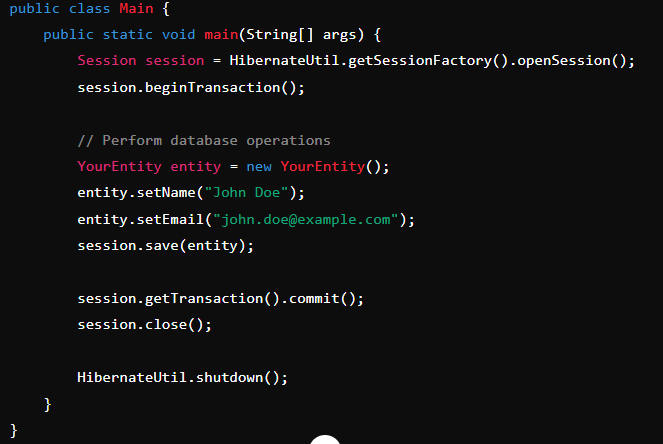 public class Main {
    public static void main(String[] args) {
        Session session = HibernateUtil.getSessionFactory().openSession();
        session.beginTransaction();

        // Perform database operations
        YourEntity entity = new YourEntity();
        entity.setName("John Doe");
        entity.setEmail("john.doe@example.com");
        session.save(entity);

        session.getTransaction().commit();
        session.close();

        HibernateUtil.shutdown();
    }
}